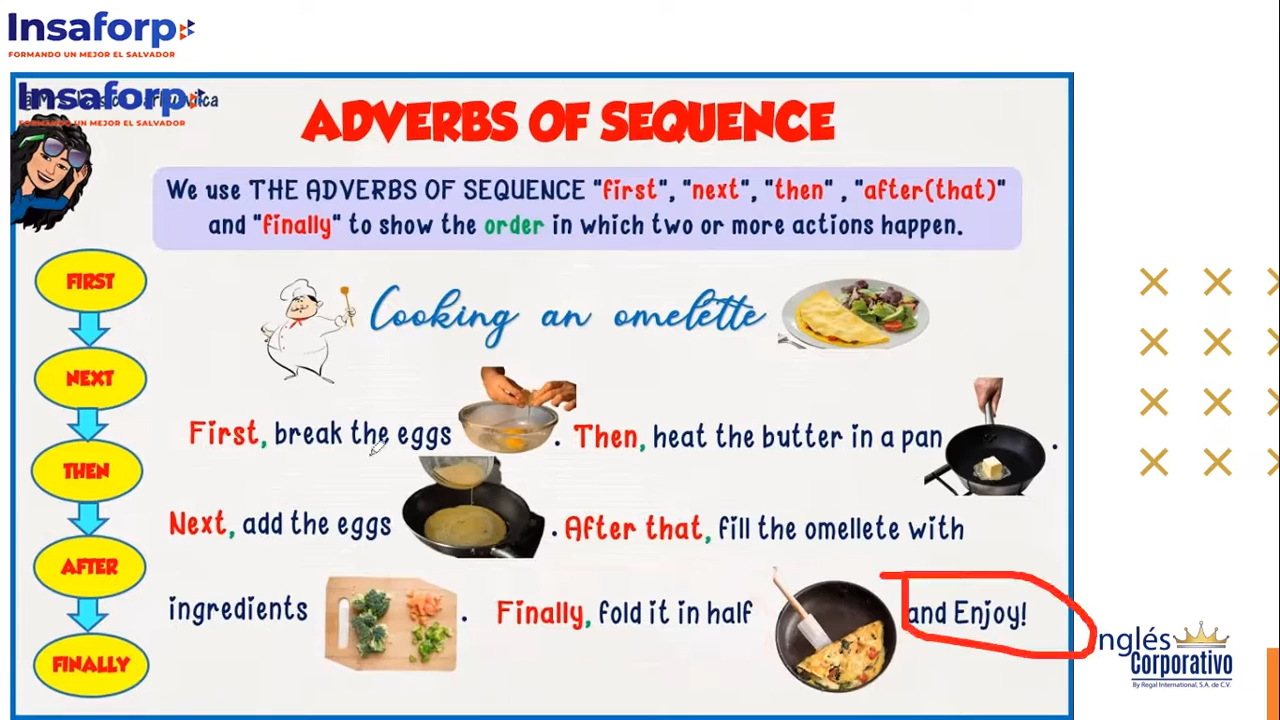 Insaforp
FORMANDO UN MEJOR EL SALVADOR
Insaforp
FORMANDO UN MEJOR EL SALVADOR
ADVERBS OF SEQUENCE
We use THE ADVERBS OF SEQUENCE "first", "next", "then" , "after(that)"
and "finally" to show the order in which two or more actions happen.
FIRST
NEXT
THEN
AFTER
FINALLY
Cooking an omelette
First, break the eggs . Then, heat the butter in a pan .
Next, add the eggs . After that, fill the omellete with
ingredients . Finally, fold it in half and Enjoy!
nglés
Corporativo
By Regal International, S.A. de C.V.